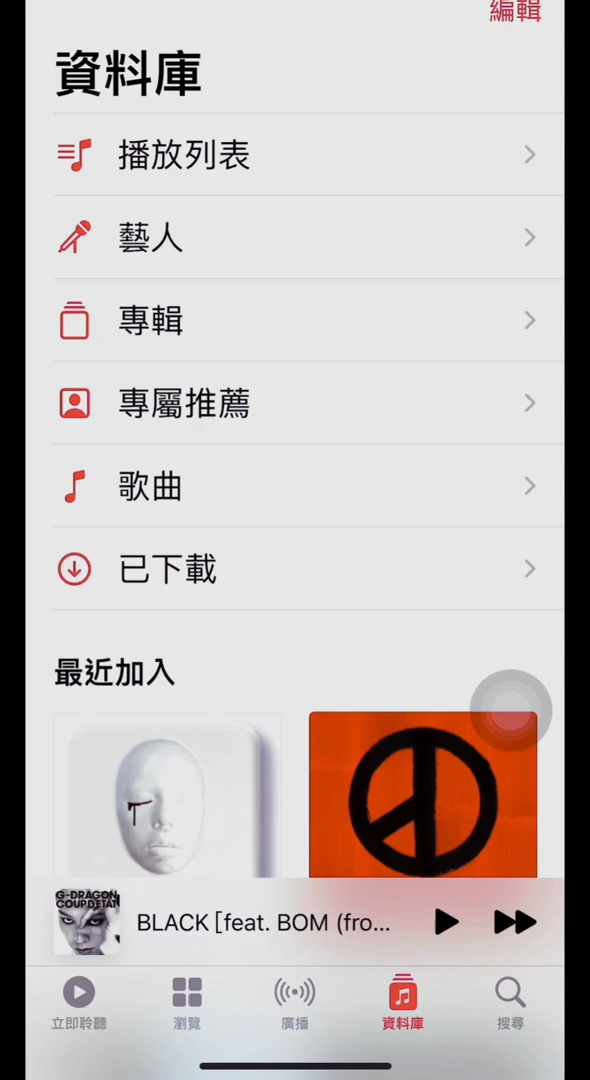 編輯
資料庫
播放列表
藝人
專輯
專屬推薦
歌曲
已下載
最近加入
G-DRAGON
COUP D'ETAT
BLACK [feat. BOM (fro...
立即聆聽
瀏覽
廣播
資料庫
搜尋